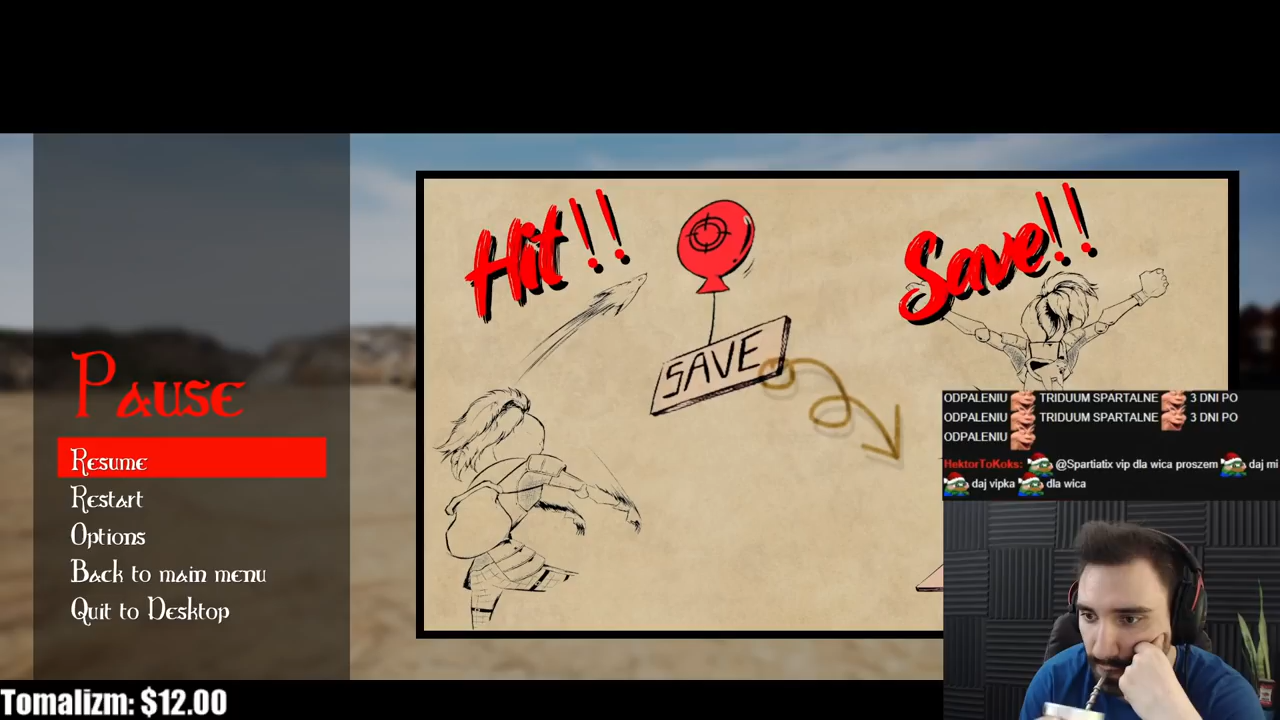 Hit!!
Save!!
SAVE
Pause
Resume
Restart
Options
Back to main menu
Quit to Desktop
ODPALENIU TRIDUUM SPARTALNE 3 DNI PO
ODPALENIU TRIDUUM SPARTALNE 3 DNI PO
ODPALENIU
HektorToKoks: @Spartiatix vip dla wica proszem daj mi
daj vipka dla wica
Tomalizm: $12.00